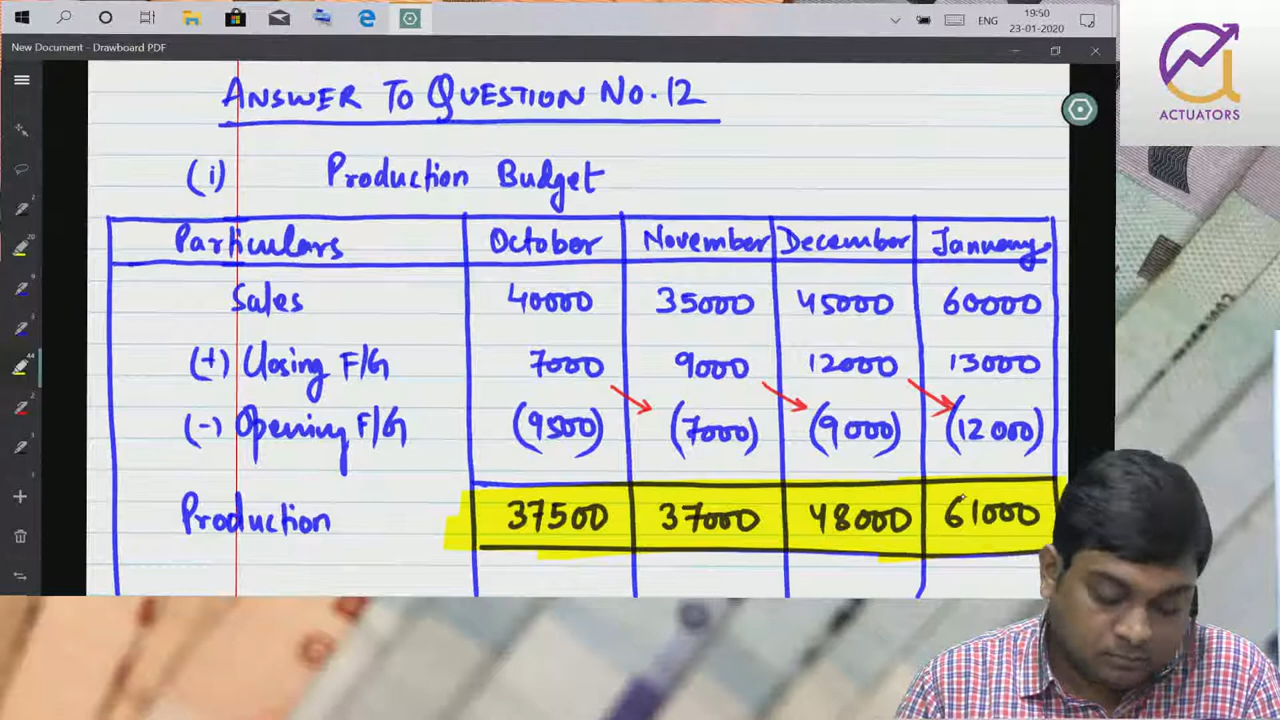 19:50
ENG
23-01-2020
New Document - Drawboard PDF
ACTUATORS
ANSWER TO QUESTION No. 12
(i) Production Budget
Particulars October November December January
Sales 40000 35000 45000 60000
(+) Closing F/G 7000 9000 12000 13000
(-) Opening F/G (9500) (7000) (9000) (12000)
Production 37500 37000 48000 61000